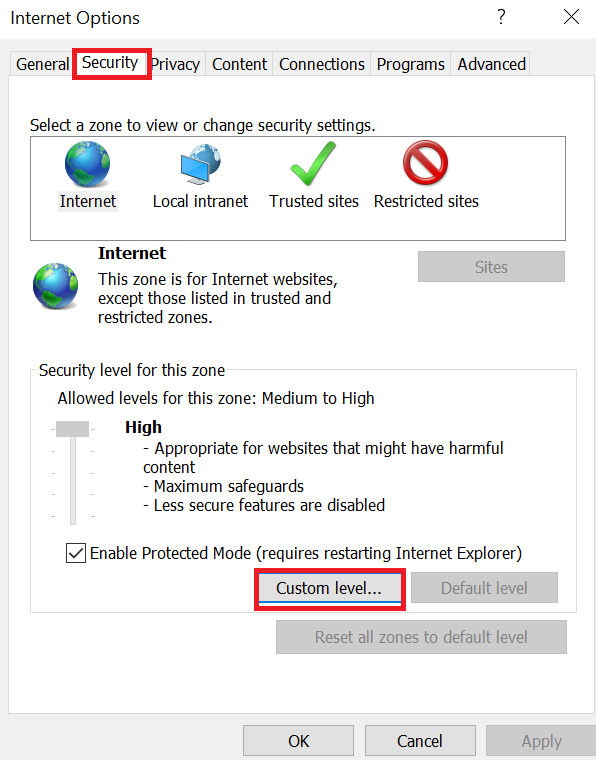 Internet Options ?
General Security Privacy Content Connections Programs Advanced
Select a zone to view or change security settings.
Internet Local intranet Trusted sites Restricted sites
Internet
Sites
This zone is for Internet websites,
except those listed in trusted and
restricted zones.
Security level for this zone
Allowed levels for this zone: Medium to High
High
- Appropriate for websites that might have harmful
content
- Maximum safeguards
- Less secure features are disabled
Enable Protected Mode (requires restarting Internet Explorer)
Custom level... Default level
Reset all zones to default level
OK Cancel Apply